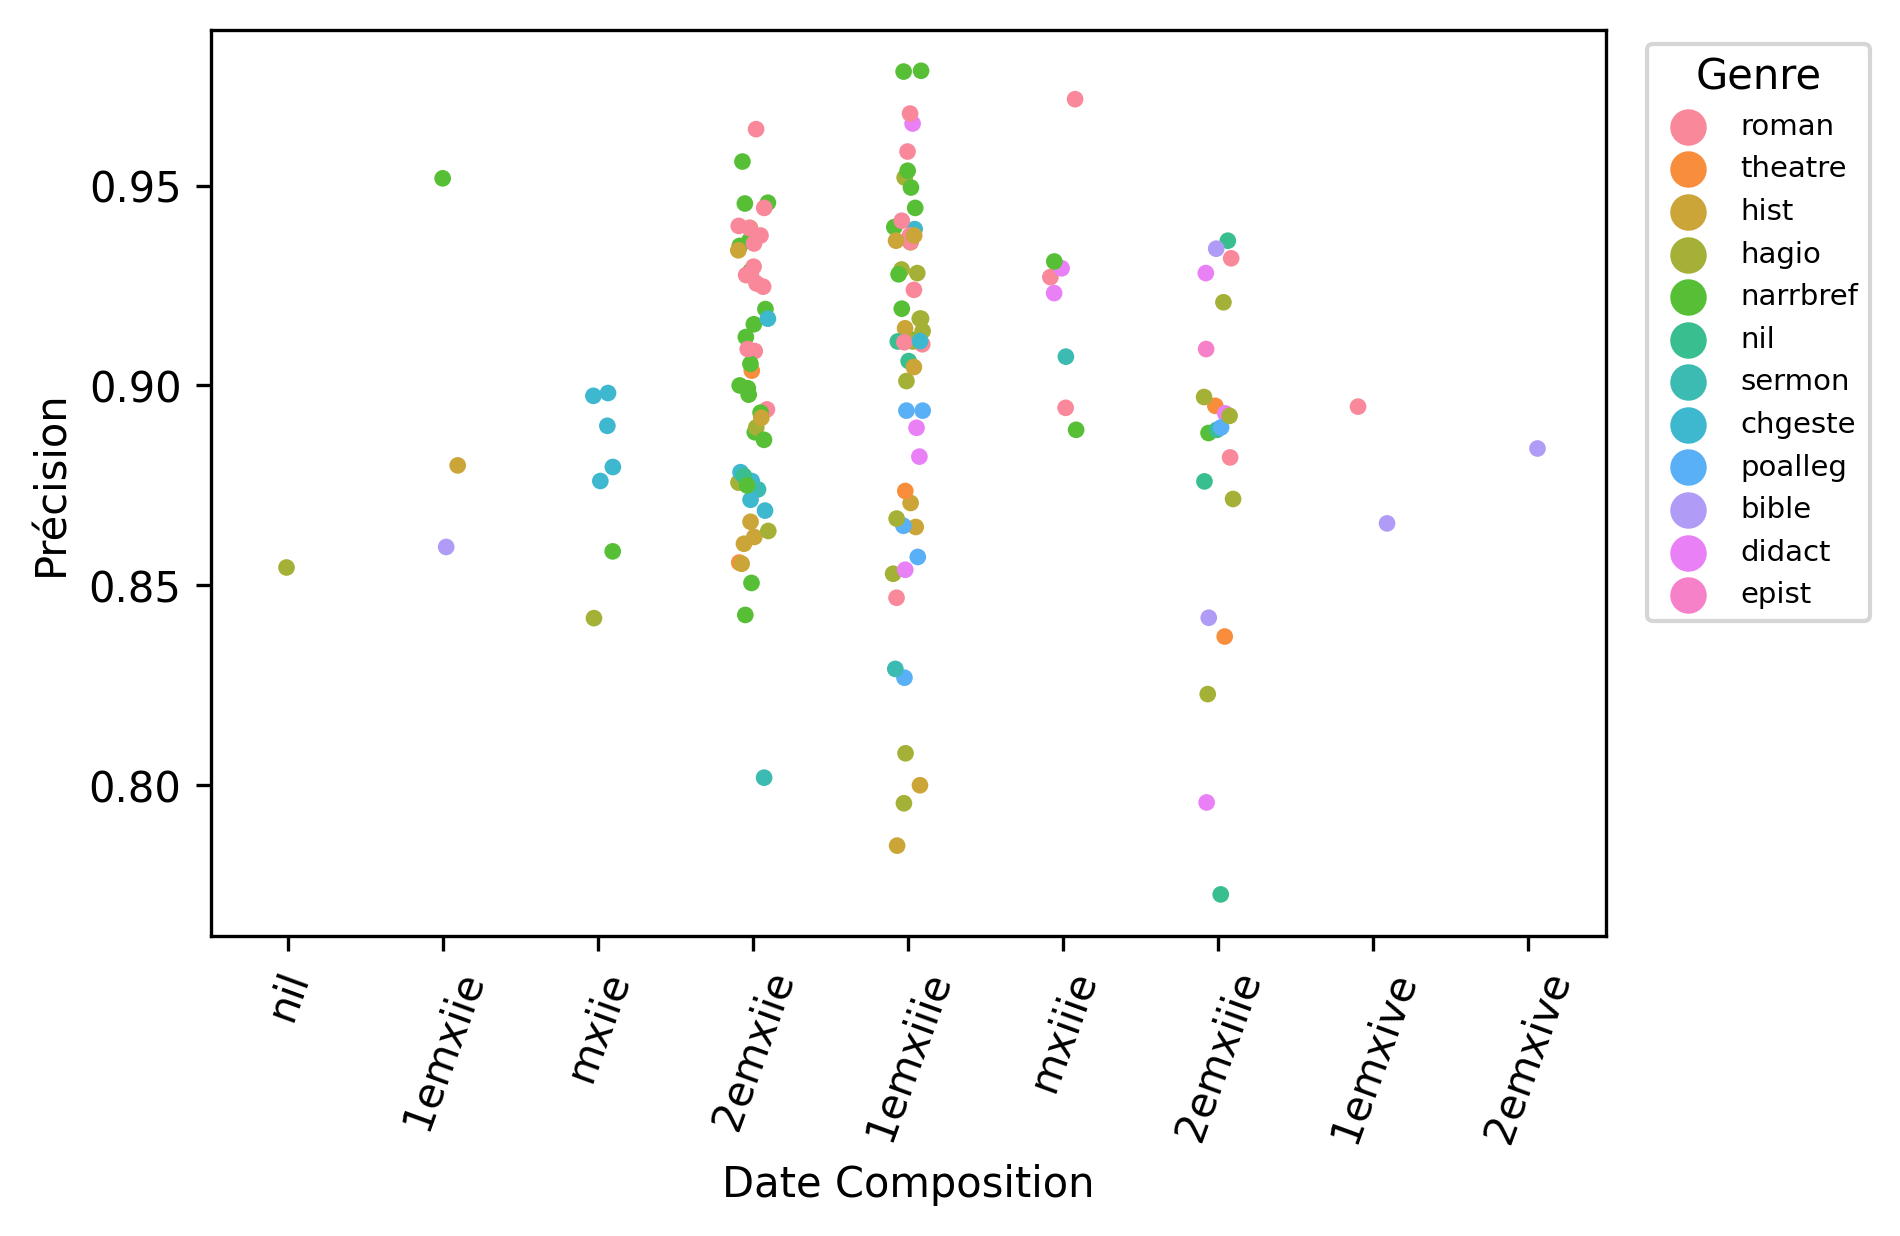 Précision
0.95
0.90
0.85
0.80
nil
1emxiie
mxiie
2emxiie
1emxiiie
mxiiie
2emxiiie
1emxive
2emxive
Date Composition
Genre
roman
theatre
hist
hagio
narrbref
nil
sermon
chgeste
poalleg
bible
didact
epist